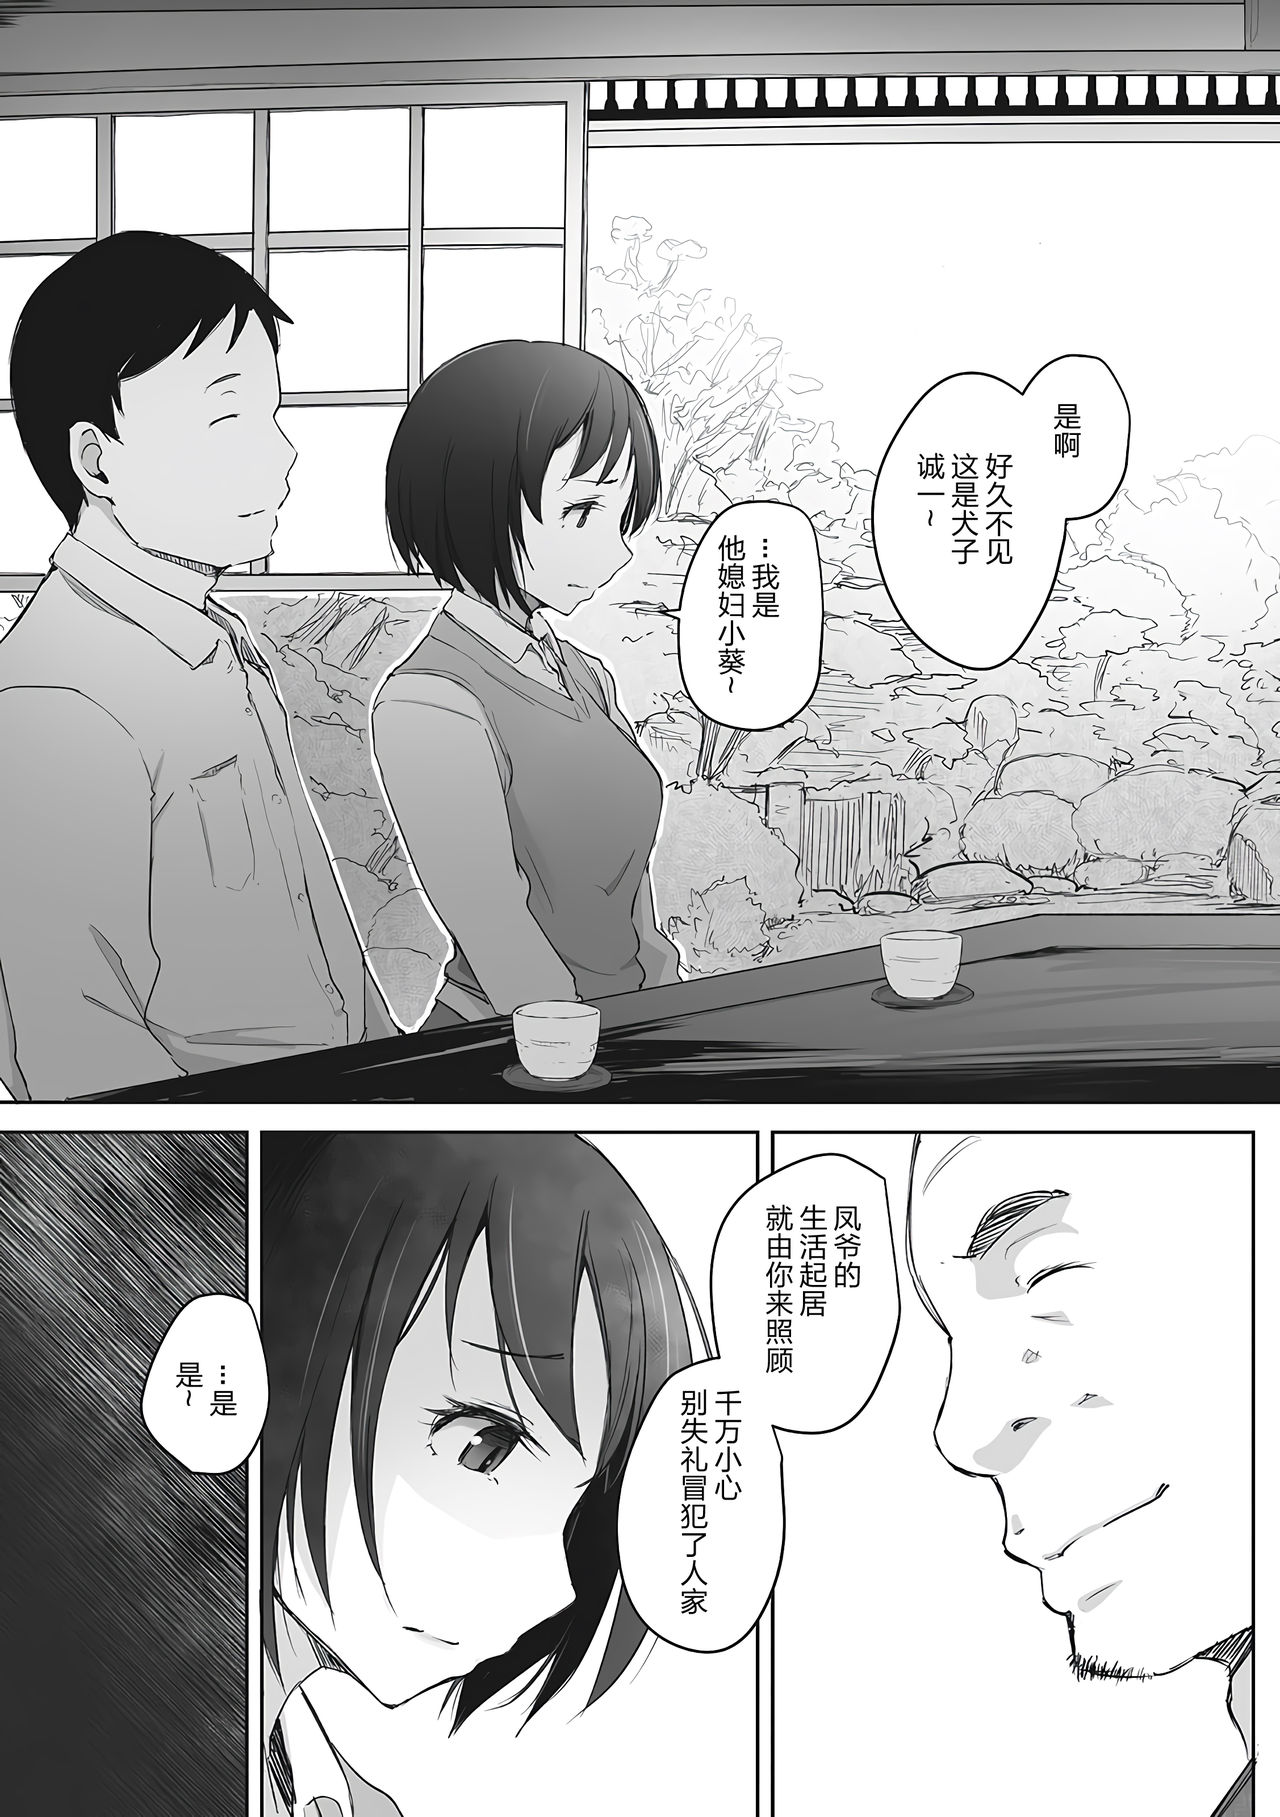 是啊
好久不见
这是犬子
诚一~
…我是
他媳妇小葵~
凤爷的
生活起居
就由你来照顾
千万小心
别失礼冒犯了人家
…是
是~